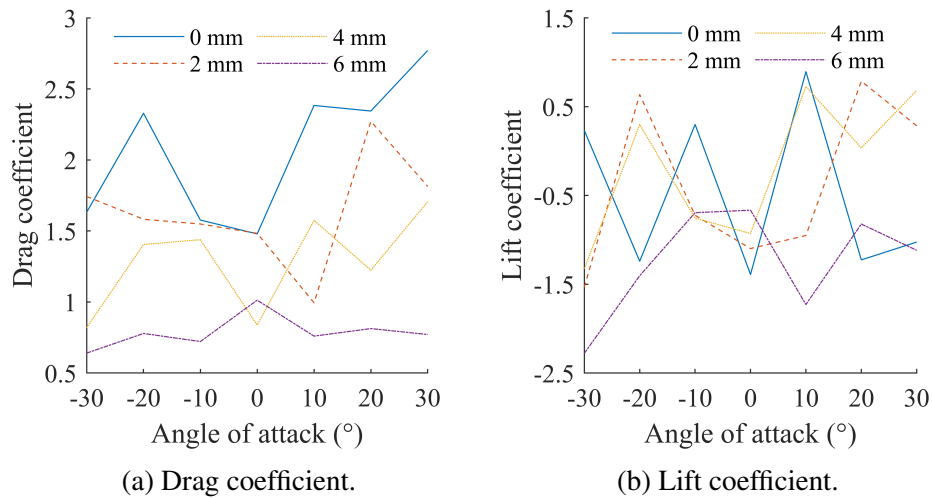 3
2.5
2
1.5
1
0.5
-30 -20 -10 0 10 20 30
Drag coefficient
Angle of attack (°)
0 mm 4 mm
2 mm 6 mm
(a) Drag coefficient.
1.5
0.5
-0.5
-1.5
-2.5
-30 -20 -10 0 10 20 30
Lift coefficient
Angle of attack (°)
0 mm 4 mm
2 mm 6 mm
(b) Lift coefficient.